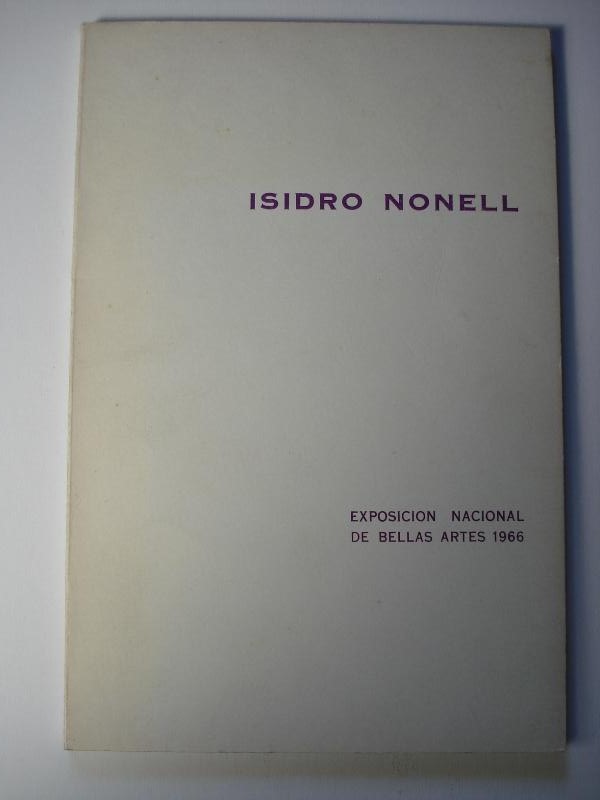 ISIDRO NONELL
EXPOSICION NACIONAL
DE BELLAS ARTES 1966